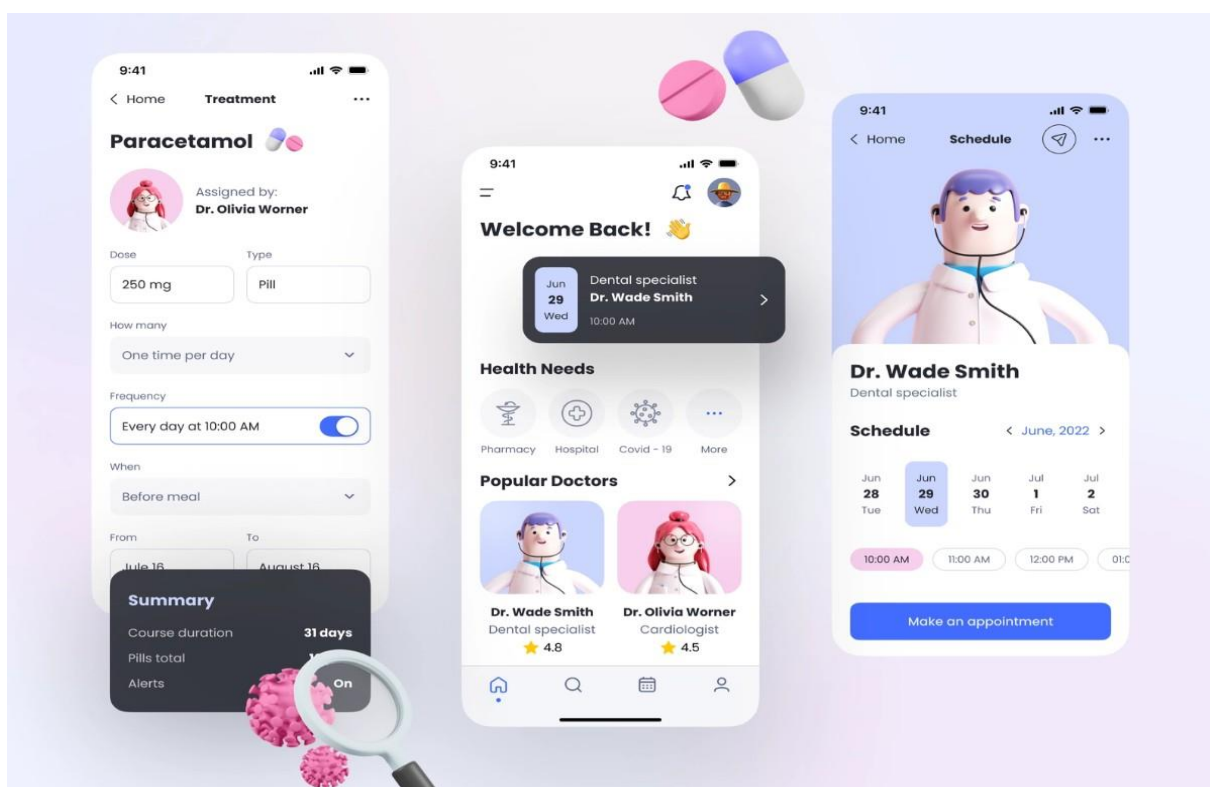 9:41
Home Treatment ...
Paracetamol
Assigned by:
Dr. Olivia Worner
Dose Type
250 mg Pill
How many
One time per day
Frequency
Every day at 10:00 AM
When
Before meal
From To
Jule 16 August 16
Summary
Course duration 31 days
Pills total
Alerts On
9:41
Welcome Back!
Jun
29
Wed
Dental specialist
Dr. Wade Smith
10:00 AM
Health Needs
Pharmacy Hospital Covid - 19 More
Popular Doctors
Dr. Wade Smith Dr. Olivia Worner
Dental specialist Cardiologist
4.8 4.5
9:41
Home Schedule ...
Dr. Wade Smith
Dental specialist
Schedule < June, 2022 >
Jun Jun Jun Jul Jul
28 29 30 1 2
Tue Wed Thu Fri Sat
10:00 AM 11:00 AM 12:00 PM
Make an appointment